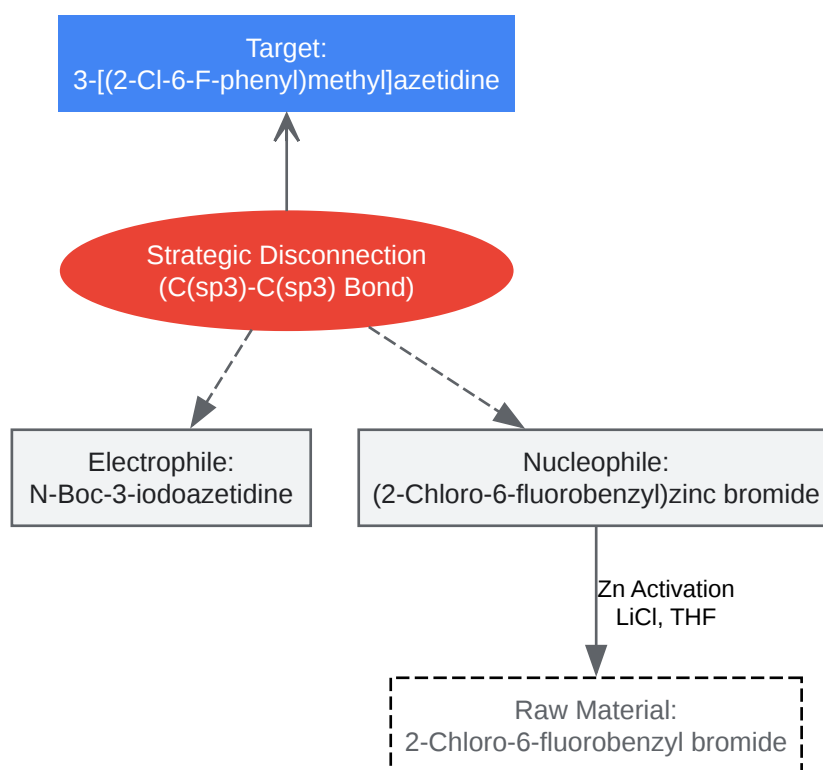 Target:
3-[(2-Cl-6-F-phenyl)methyl]azetidine
Strategic Disconnection
(C(sp3)-C(sp3) Bond)
Electrophile:
N-Boc-3-iodoazetidine
Nucleophile:
(2-Chloro-6-fluorobenzyl)zinc bromide
Zn Activation
LiCl, THF
Raw Material:
2-Chloro-6-fluorobenzyl bromide